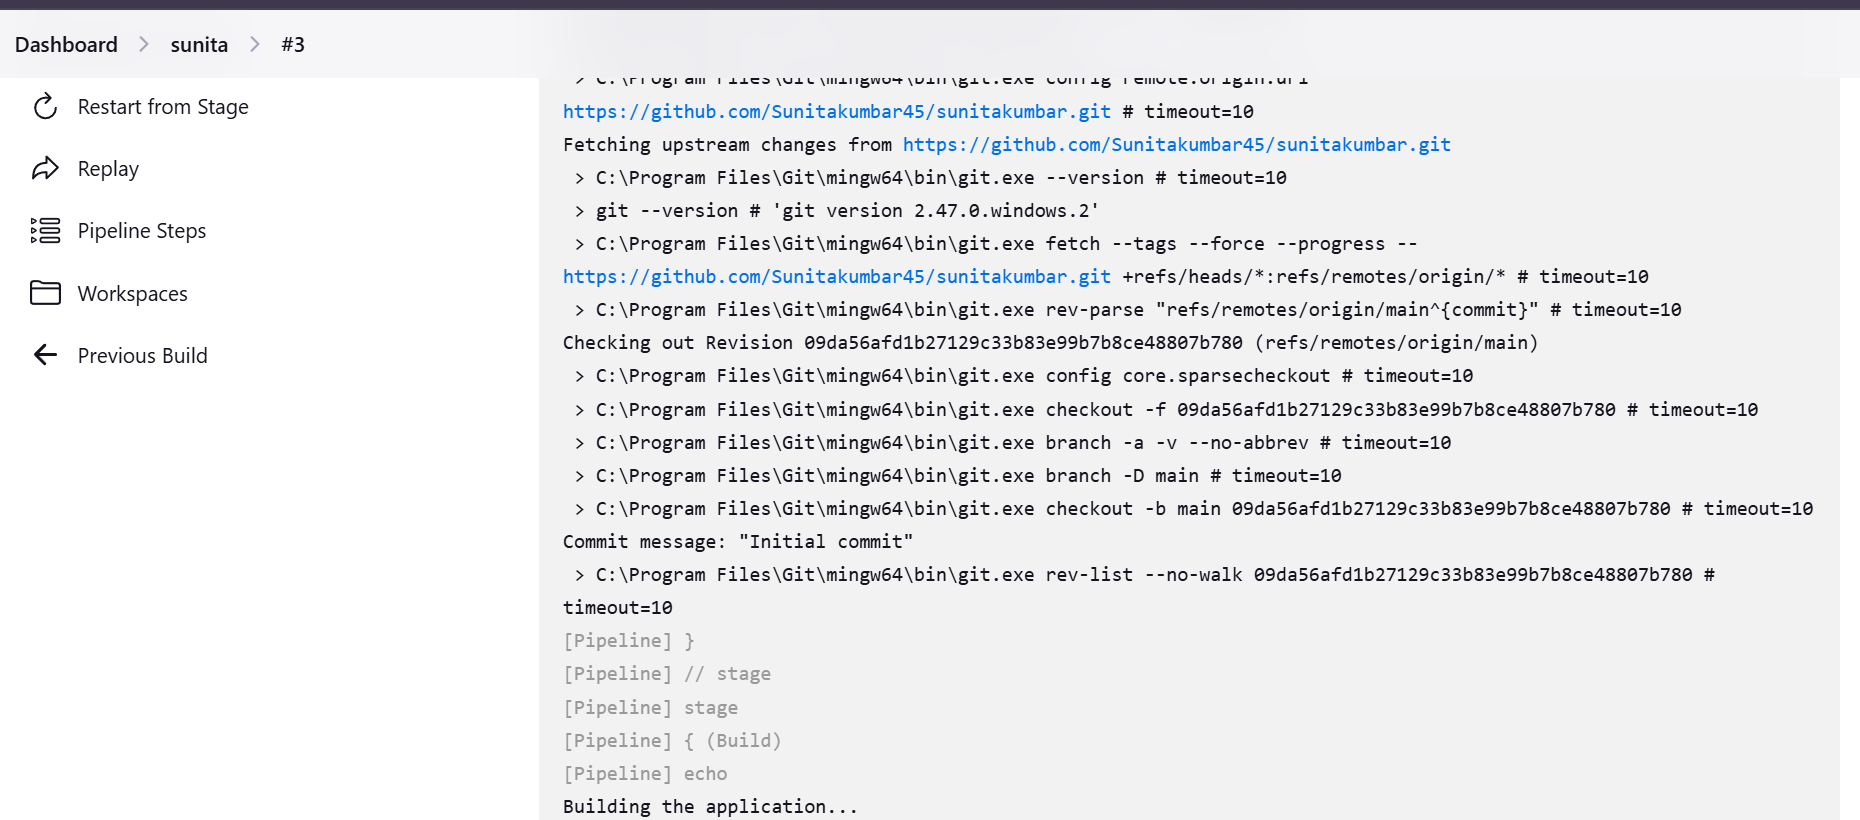 Dashboard > sunita > #3
Restart from Stage
Replay
Pipeline Steps
Workspaces
Previous Build
> C:\Program Files\Git\mingw64\bin\git.exe config remote.origin.url
https://github.com/Sunitakumbar45/sunitakumbar.git # timeout=10
Fetching upstream changes from https://github.com/Sunitakumbar45/sunitakumbar.git
> C:\Program Files\Git\mingw64\bin\git.exe --version # timeout=10
> git --version # 'git version 2.47.0.windows.2'
> C:\Program Files\Git\mingw64\bin\git.exe fetch --tags --force --progress --
https://github.com/Sunitakumbar45/sunitakumbar.git +refs/heads/*:refs/remotes/origin/* # timeout=10
> C:\Program Files\Git\mingw64\bin\git.exe rev-parse "refs/remotes/origin/main^{commit}" # timeout=10
Checking out Revision 09da56afd1b27129c33b83e99b7b8ce48807b780 (refs/remotes/origin/main)
> C:\Program Files\Git\mingw64\bin\git.exe config core.sparsecheckout # timeout=10
> C:\Program Files\Git\mingw64\bin\git.exe checkout -f 09da56afd1b27129c33b83e99b7b8ce48807b780 # timeout=10
> C:\Program Files\Git\mingw64\bin\git.exe branch -a -v --no-abbrev # timeout=10
> C:\Program Files\Git\mingw64\bin\git.exe branch -D main # timeout=10
> C:\Program Files\Git\mingw64\bin\git.exe checkout -b main 09da56afd1b27129c33b83e99b7b8ce48807b780 # timeout=10
Commit message: "Initial commit"
> C:\Program Files\Git\mingw64\bin\git.exe rev-list --no-walk 09da56afd1b27129c33b83e99b7b8ce48807b780 #
timeout=10
[Pipeline] }
[Pipeline] // stage
[Pipeline] stage
[Pipeline] { (Build)
[Pipeline] echo
Building the application...